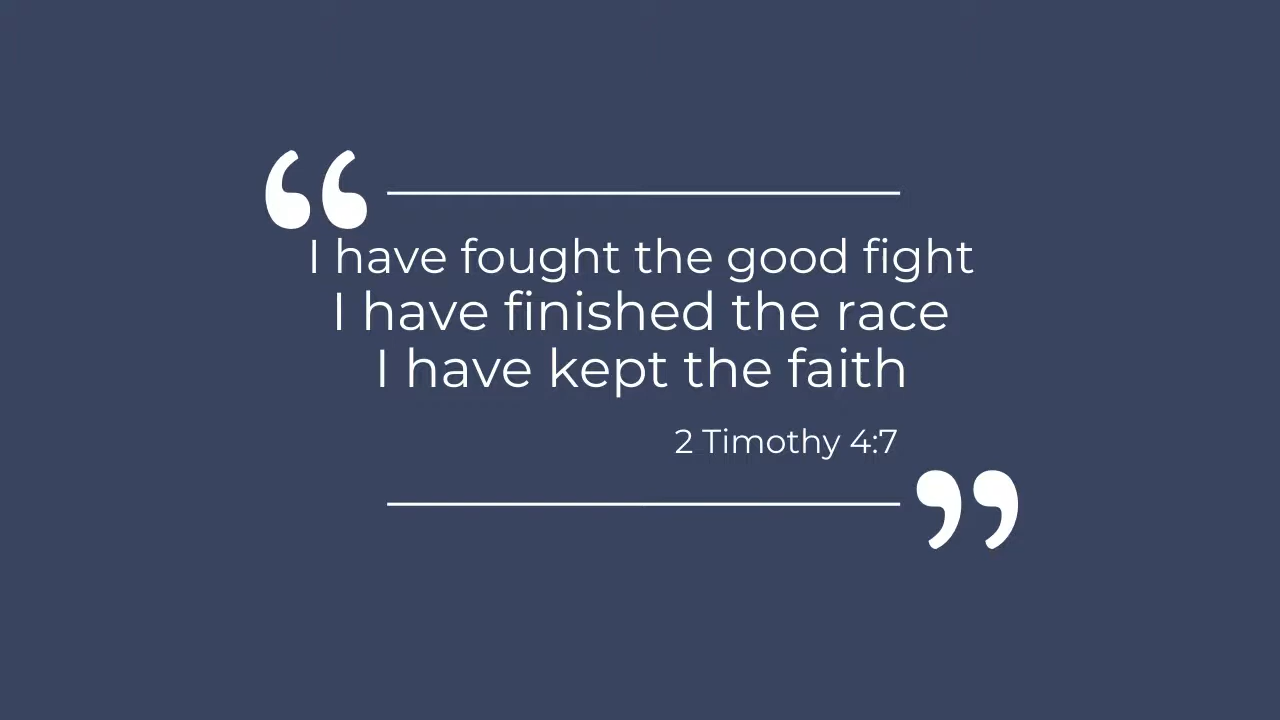 “
I have fought the good fight
I have finished the race
I have kept the faith
2 Timothy 4:7
”